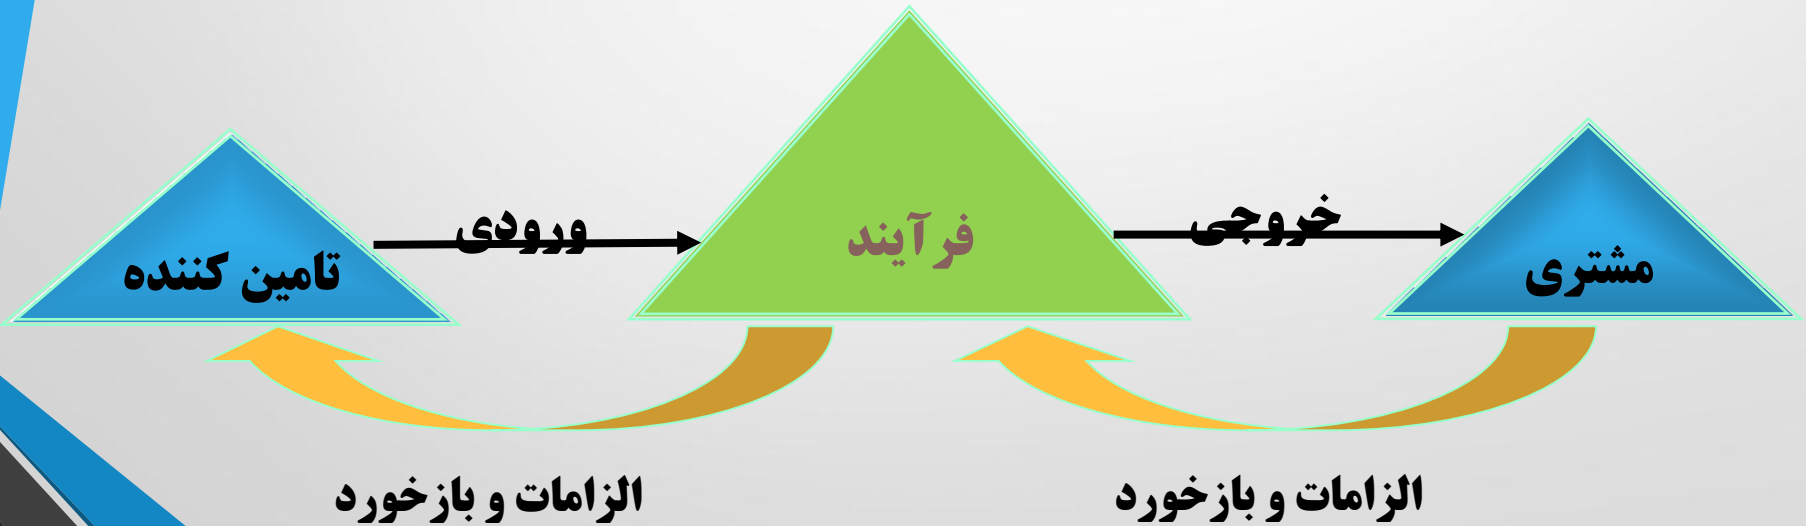 تامین کننده
ورودی
فرآیند
خروجی
مشتری
الزامات و بازخورد
الزامات و بازخورد